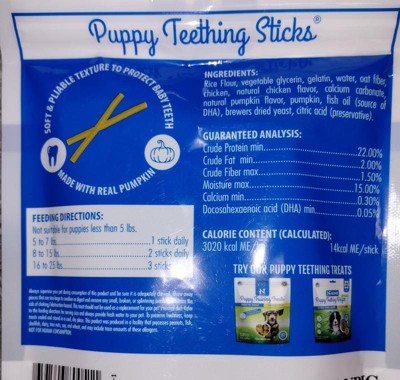 Puppy Teething Sticks®
SOFT & PLIABLE TEXTURE TO PROTECT BABY TEETH
MADE WITH REAL PUMPKIN
INGREDIENTS:
Rice Flour, vegetable glycerin, gelatin, water, oat fiber,
chicken, natural chicken flavor, calcium carbonate,
natural pumpkin flavor, pumpkin, fish oil (source of
DHA), brewers dried yeast, citric acid (preservative).
GUARANTEED ANALYSIS:
Crude Protein min...22.00%
Crude Fat min...2.00%
Crude Fiber max...1.50%
Moisture max...15.00%
Calcium min...0.30%
Docosahexaenoic acid (DHA) min...0.05%
CALORIE CONTENT (CALCULATED):
3020 kcal ME/ 14kcal ME/stick
TRY OUR PUPPY TEETHING TREATS
FEEDING DIRECTIONS:
Not suitable for puppies less than 5 lbs.
5 to 7 lbs...1 stick daily
8 to 15 lbs...2 sticks daily
16 to 25 lbs...3 sticks